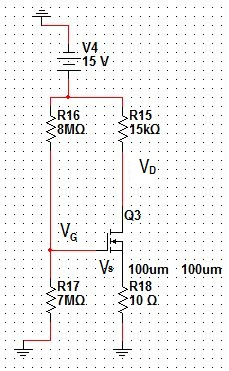 V4
15 V
R16
8MΩ
R15
15kΩ
VD
Q3
VG
Vs
100um 100um
R17
7MΩ
R18
10 Ω